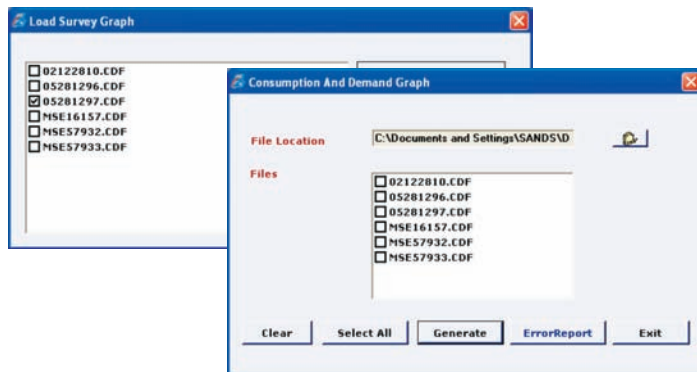 Load Survey Graph
02122810.CDF
05281296.CDF
05281297.CDF
MSE16157.CDF
MSE57932.CDF
MSE57933.CDF
Consumption And Demand Graph
File Location
C:\Documents and Settings\SANDS\D
Files
02122810.CDF
05281296.CDF
05281297.CDF
MSE16157.CDF
MSE57932.CDF
MSE57933.CDF
Clear
Select All
Generate
ErrorReport
Exit